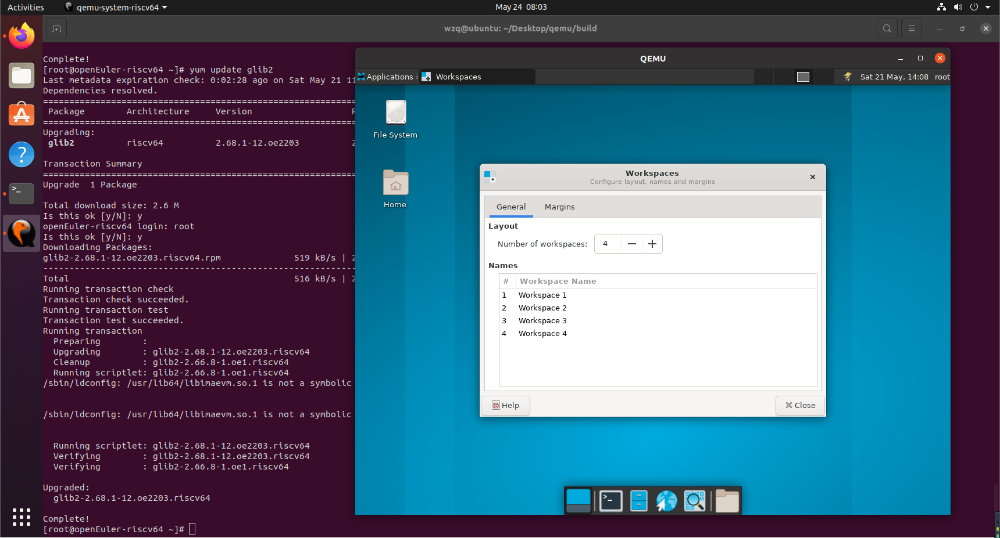 Activities
qemu-system-riscv64
May 24 08:03
wzq@ubuntu: ~/Desktop/qemu/build
Complete!
[root@openEuler-riscv64 ~]# yum update glib2
Last metadata expiration check: 0:02:28 ago on Sat May 21 11
Dependencies resolved.
================================================================
Package Architecture Version R
================================================================
Upgrading:
glib2 riscv64 2.68.1-12.oe2203 2
Transaction Summary
================================================================
Upgrade 1 Package
Total download size: 2.6 M
Is this ok [y/N]: y
openEuler-riscv64 login: root
Is this ok [y/N]: y
Downloading Packages:
glib2-2.68.1-12.oe2203.riscv64.rpm 519 kB/s | 2
----------------------------------------------------------------
Total 516 kB/s | 2
Running transaction check
Transaction check succeeded.
Running transaction test
Transaction test succeeded.
Running transaction
Preparing :
Upgrading : glib2-2.68.1-12.oe2203.riscv64
Cleanup : glib2-2.66.8-1.oe1.riscv64
Running scriptlet: glib2-2.66.8-1.oe1.riscv64
/sbin/ldconfig: /usr/lib64/libimaevm.so.1 is not a symbolic
/sbin/ldconfig: /usr/lib64/libimaevm.so.1 is not a symbolic
Running scriptlet: glib2-2.68.1-12.oe2203.riscv64
Verifying : glib2-2.68.1-12.oe2203.riscv64
Verifying : glib2-2.66.8-1.oe1.riscv64
Upgraded:
glib2-2.68.1-12.oe2203.riscv64
Complete!
[root@openEuler-riscv64 ~]#
QEMU
Applications
Workspaces
Sat 21 May, 14:08
root
File System
Home
Workspaces
Configure layout, names and margins
General
Margins
Layout
Number of workspaces: 4
Names
# Workspace Name
1 Workspace 1
2 Workspace 2
3 Workspace 3
4 Workspace 4
Help
Close